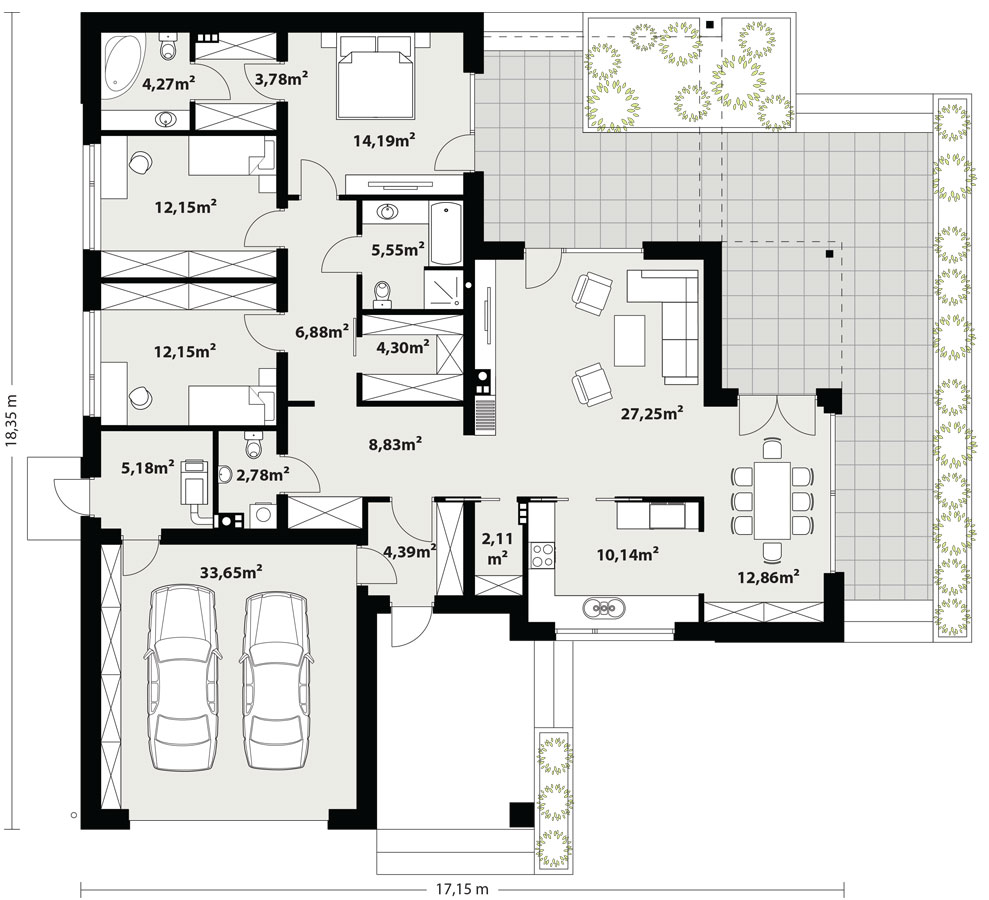 4,27m²
3,78m²
14,19m²
12,15m²
5,55m²
6,88m²
4,30m²
12,15m²
27,25m²
8,83m²
5,18m²
2,78m²
4,39m²
2,11
m²
10,14m²
12,86m²
33,65m²
18,35 m
17,15 m